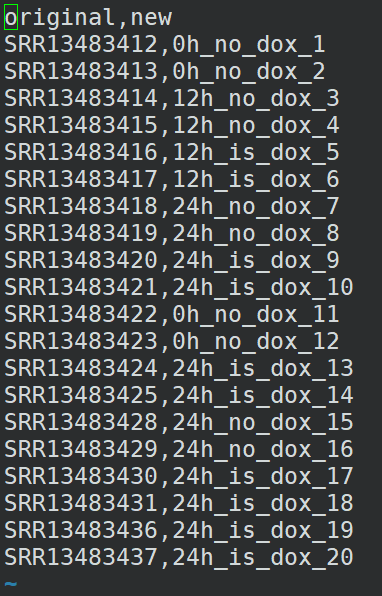 original,new
SRR13483412,0h_no_dox_1
SRR13483413,0h_no_dox_2
SRR13483414,12h_no_dox_3
SRR13483415,12h_no_dox_4
SRR13483416,12h_is_dox_5
SRR13483417,12h_is_dox_6
SRR13483418,24h_no_dox_7
SRR13483419,24h_no_dox_8
SRR13483420,24h_is_dox_9
SRR13483421,24h_is_dox_10
SRR13483422,0h_no_dox_11
SRR13483423,0h_no_dox_12
SRR13483424,24h_is_dox_13
SRR13483425,24h_is_dox_14
SRR13483428,24h_no_dox_15
SRR13483429,24h_no_dox_16
SRR13483430,24h_is_dox_17
SRR13483431,24h_is_dox_18
SRR13483436,24h_is_dox_19
SRR13483437,24h_is_dox_20
~